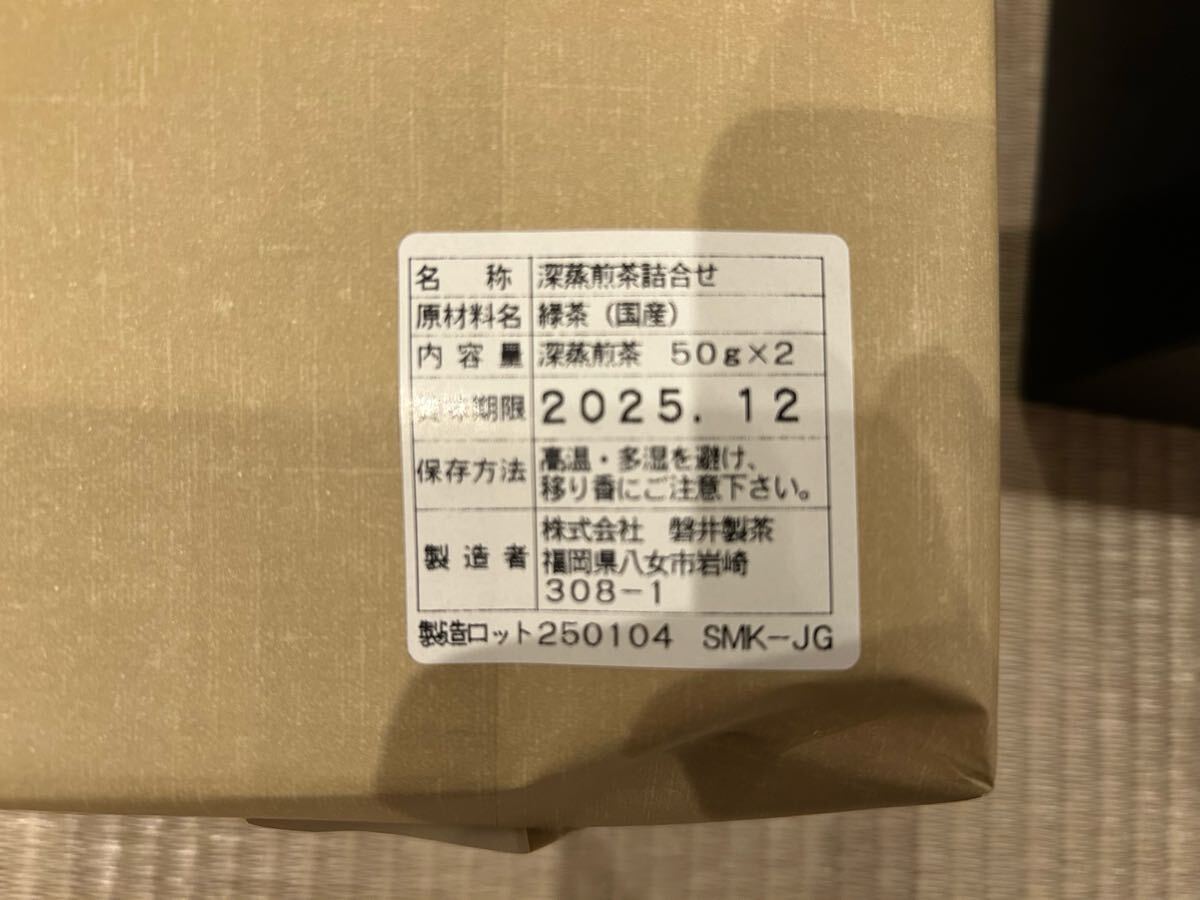 名 称 深蒸煎茶詰合せ
原材料名 緑茶（国産）
内容量 深蒸煎茶 50g×2
期限 2025.12
保存方法 高温・多湿を避け、
移り香にご注意下さい。
製造者 株式会社 磐井製茶
福岡県八女市岩崎
308-1
製造ロット250104 SMK-JG